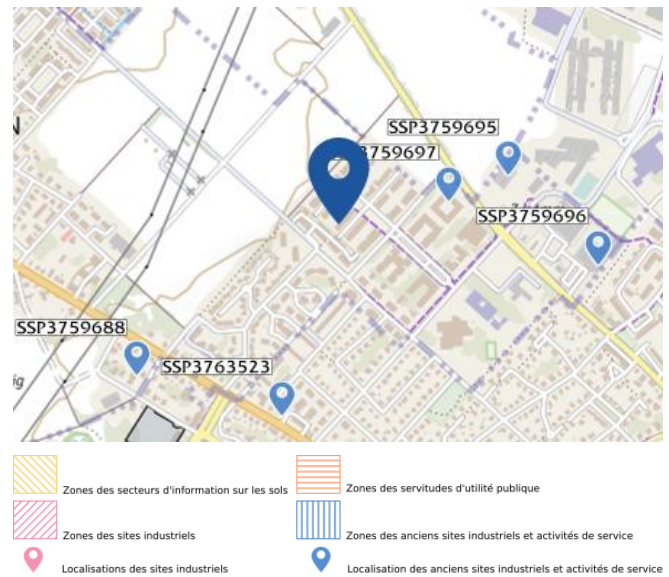 SSP3759695
3759697
SSP3759696
N
SSP3759688
SSP3763523
ig
Zones des secteurs d'information sur les sols
Zones des servitudes d'utilité publique
Zones des sites industriels
Zones des anciens sites industriels et activités de service
Localisations des sites industriels
Localisation des anciens sites industriels et activités de service